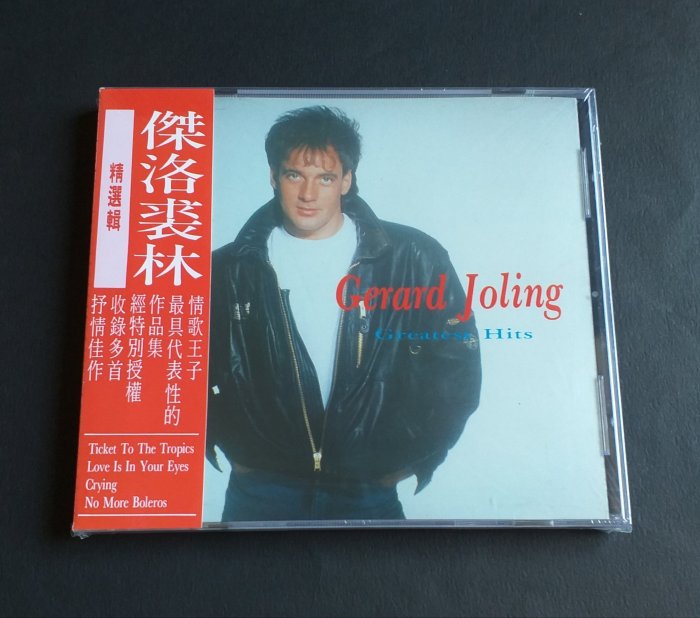 傑洛裘林
精選輯
情歌王子
最具代表性的
作品集
經特別授權
收錄多首
抒情佳作
Ticket To The Tropics
Love Is In Your Eyes
Crying
No More Boleros
Gerard Joling
Greatest Hits